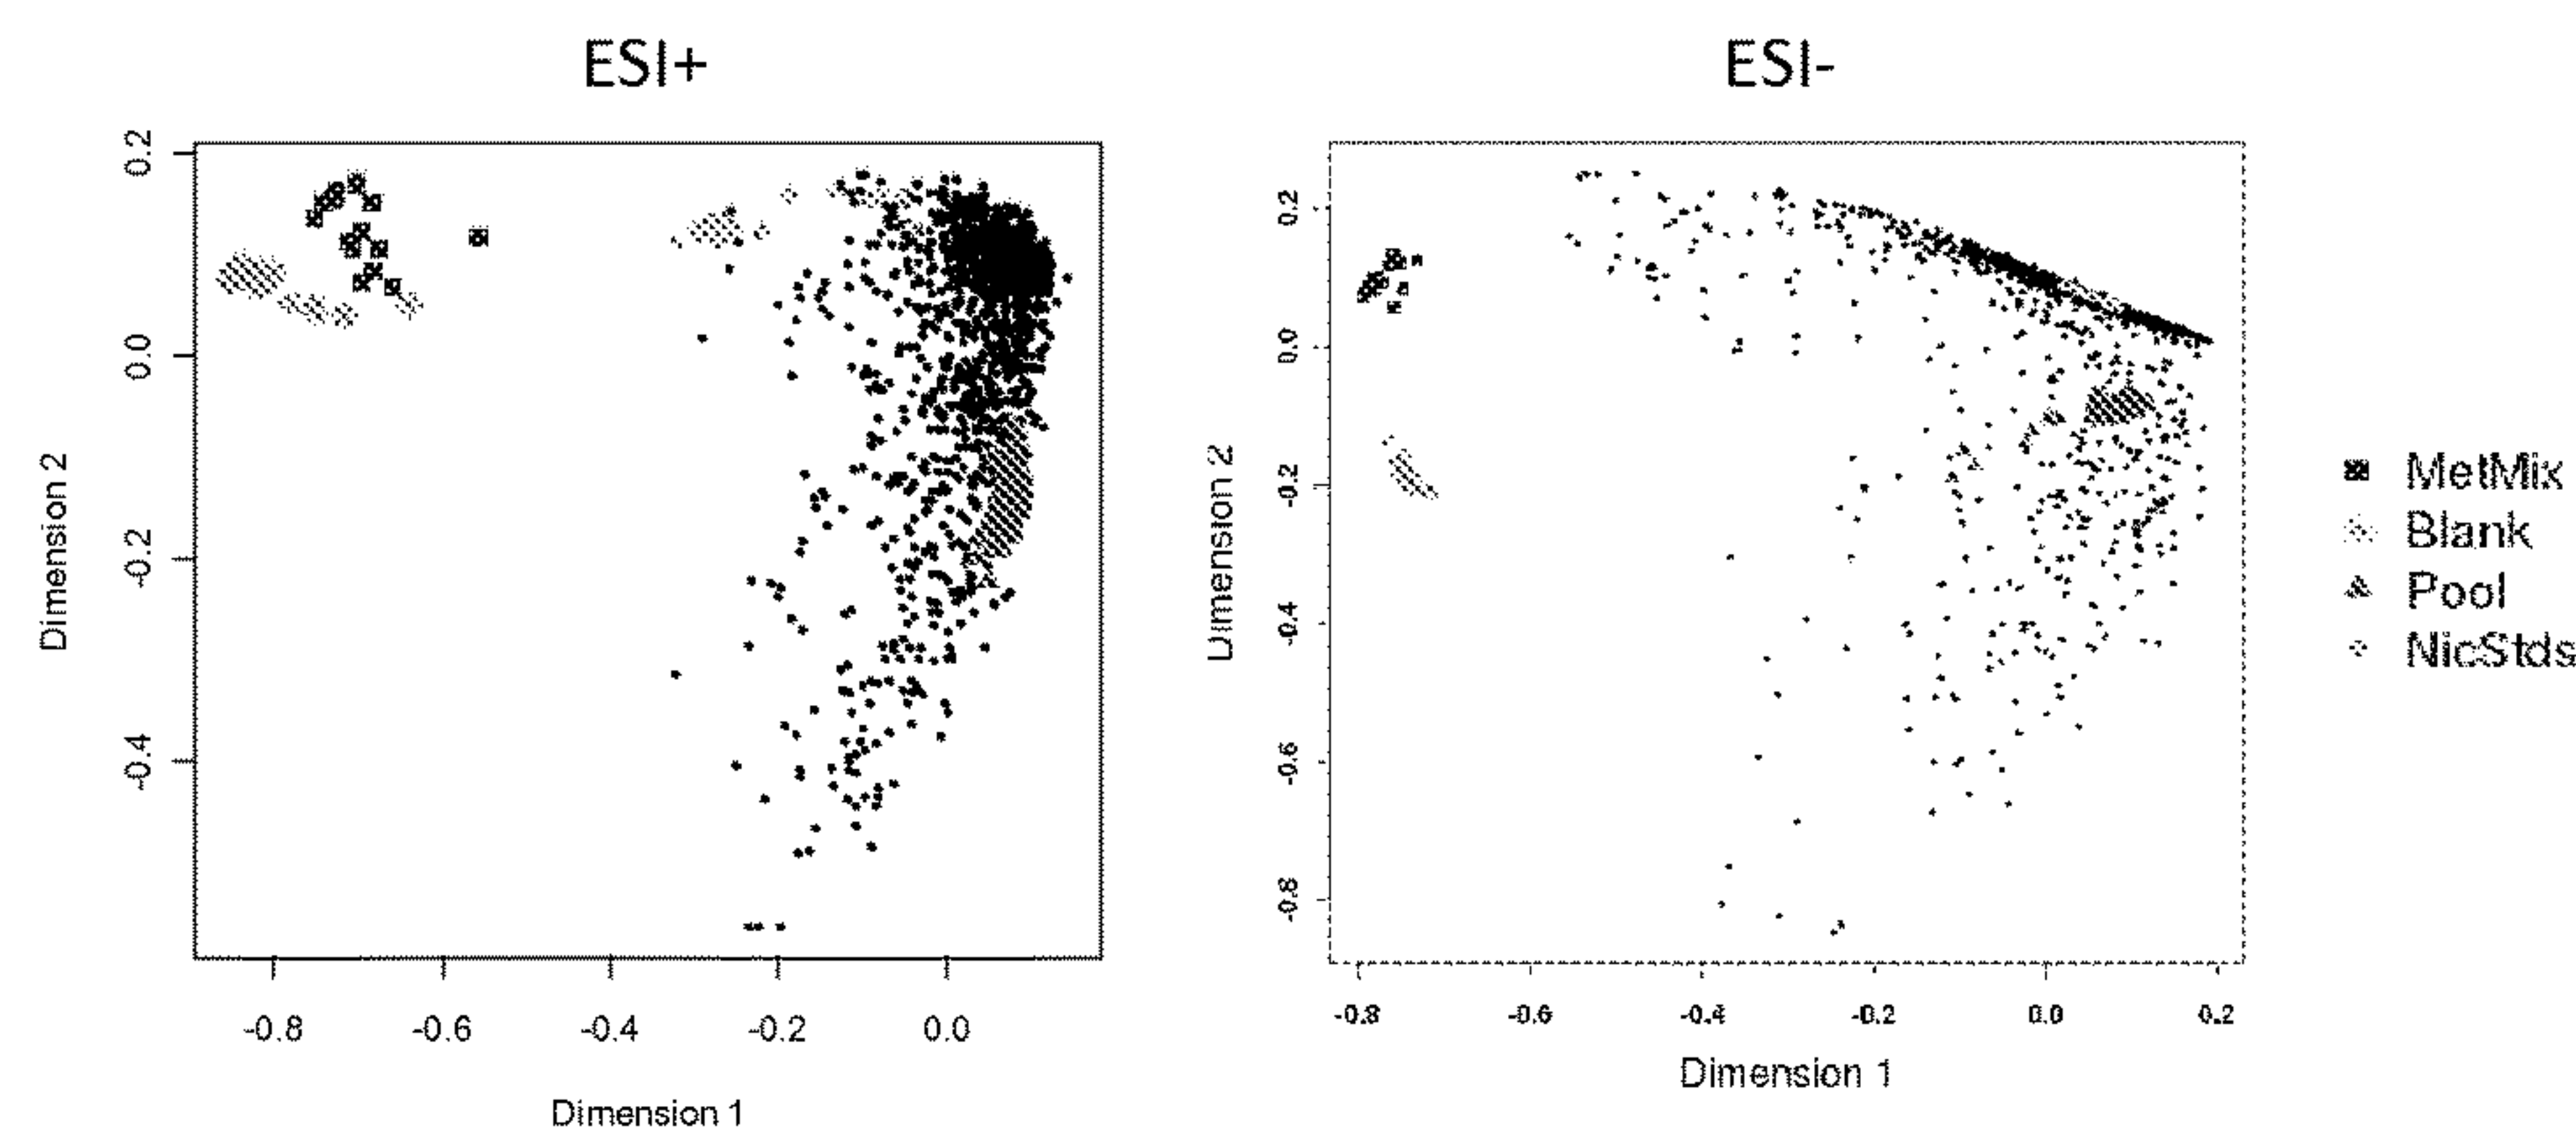 ESI+
ESI-
Dimension 2
0.2
0.0
-0.2
-0.4
-0.8 -0.6 -0.4 -0.2 0.0
Dimension 1
Dimension 2
0.2
0.0
-0.2
-0.4
-0.6
-0.8
-0.8 -0.6 -0.4 -0.2 0.0 0.2
Dimension 1
MetMix
Blank
Pool
NicStds